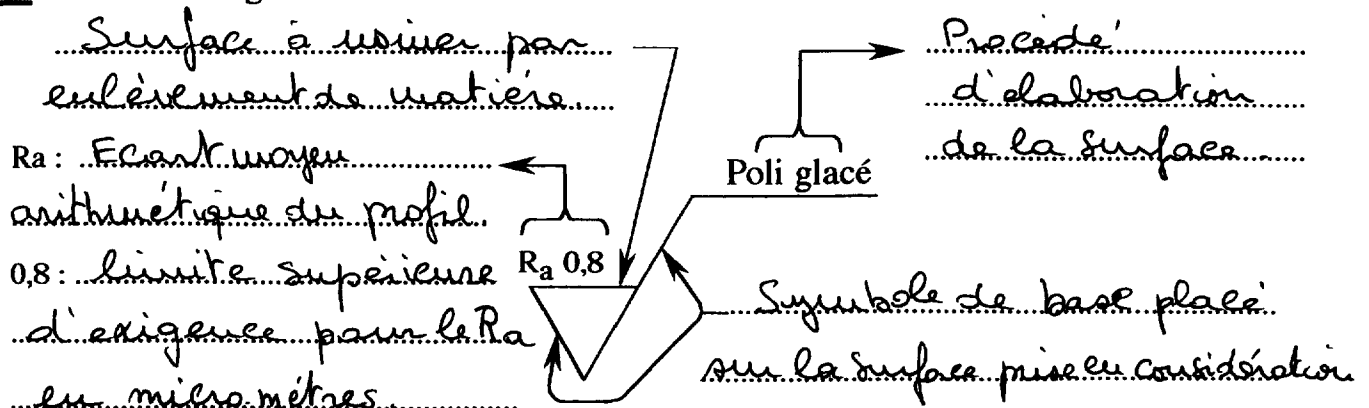 Surface à usiner par
enlèvement de matière.
Ra : Ecart moyen
arithmétique du profil.
0,8 : limite supérieure
d'exigence pour le Ra
en micromètres.
Procédé
d'élaboration
de la surface.
Poli glacé
Ra 0,8
Symbole de base placé
sur la surface prise en considération